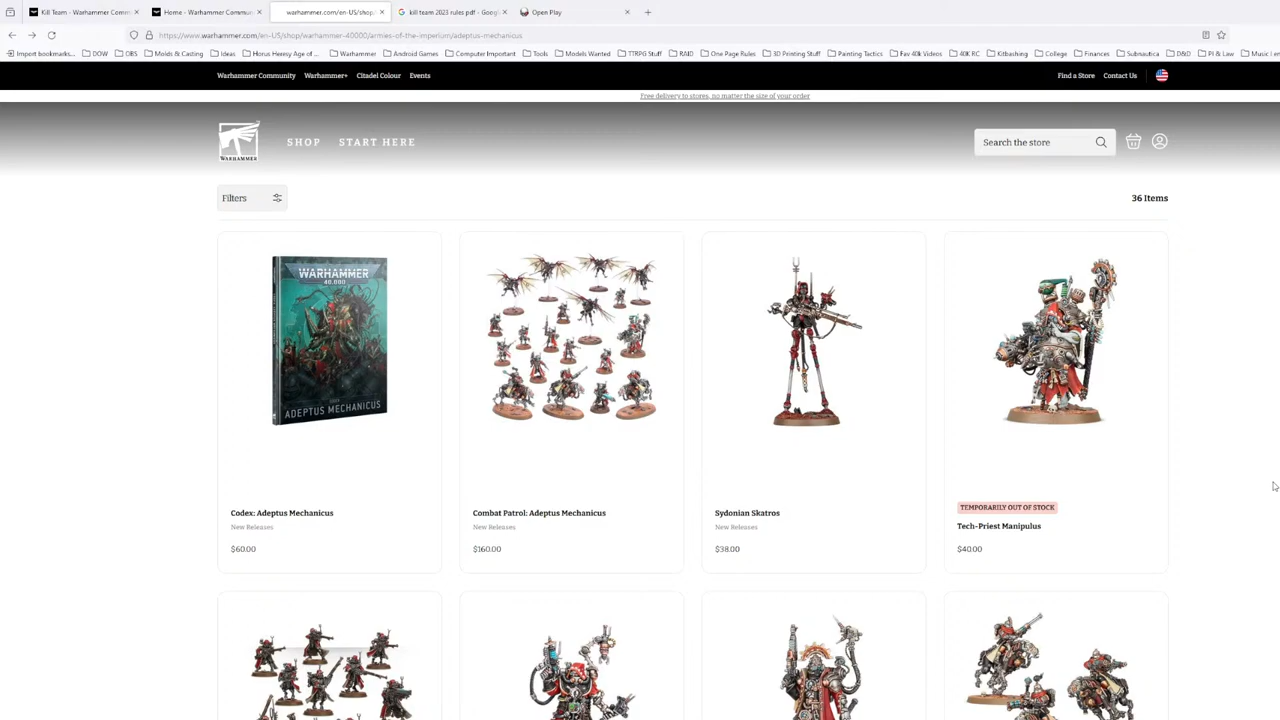 Kill Team - Warhammer Comm
Home - Warhammer Commun
warhammer.com/en-US/shop/
kill team 2023 rules pdf - Goog
Open Play
https://www.warhammer.com/en-US/shop/warhammer-40000/armies-of-the-imperium/adeptus-mechanicus
Import bookmarks...
DOW
OBS
Molds & Casting
Ideas
Horus Heresy Age of ...
Warhammer
Android Games
Computer Important
Tools
Models Wanted
TTRPG Stuff
RAID
One Page Rules
3D Printing Stuff
Painting Tactics
Fav 40k Videos
40K RC
Kitbashing
College
Finances
Subnautica
D&D
PI & Law
Music Len
Warhammer Community
Warhammer+
Citadel Colour
Events
Find a Store
Contact Us
Free delivery to stores, no matter the size of your order
WARHAMMER
SHOP
START HERE
Search the store
Filters
36 Items
WARHAMMER
40,000
ADEPTUS MECHANICUS
Codex: Adeptus Mechanicus
New Releases
$60.00
Combat Patrol: Adeptus Mechanicus
New Releases
$160.00
Sydonian Skatros
New Releases
$38.00
TEMPORARILY OUT OF STOCK
Tech-Priest Manipulus
$40.00